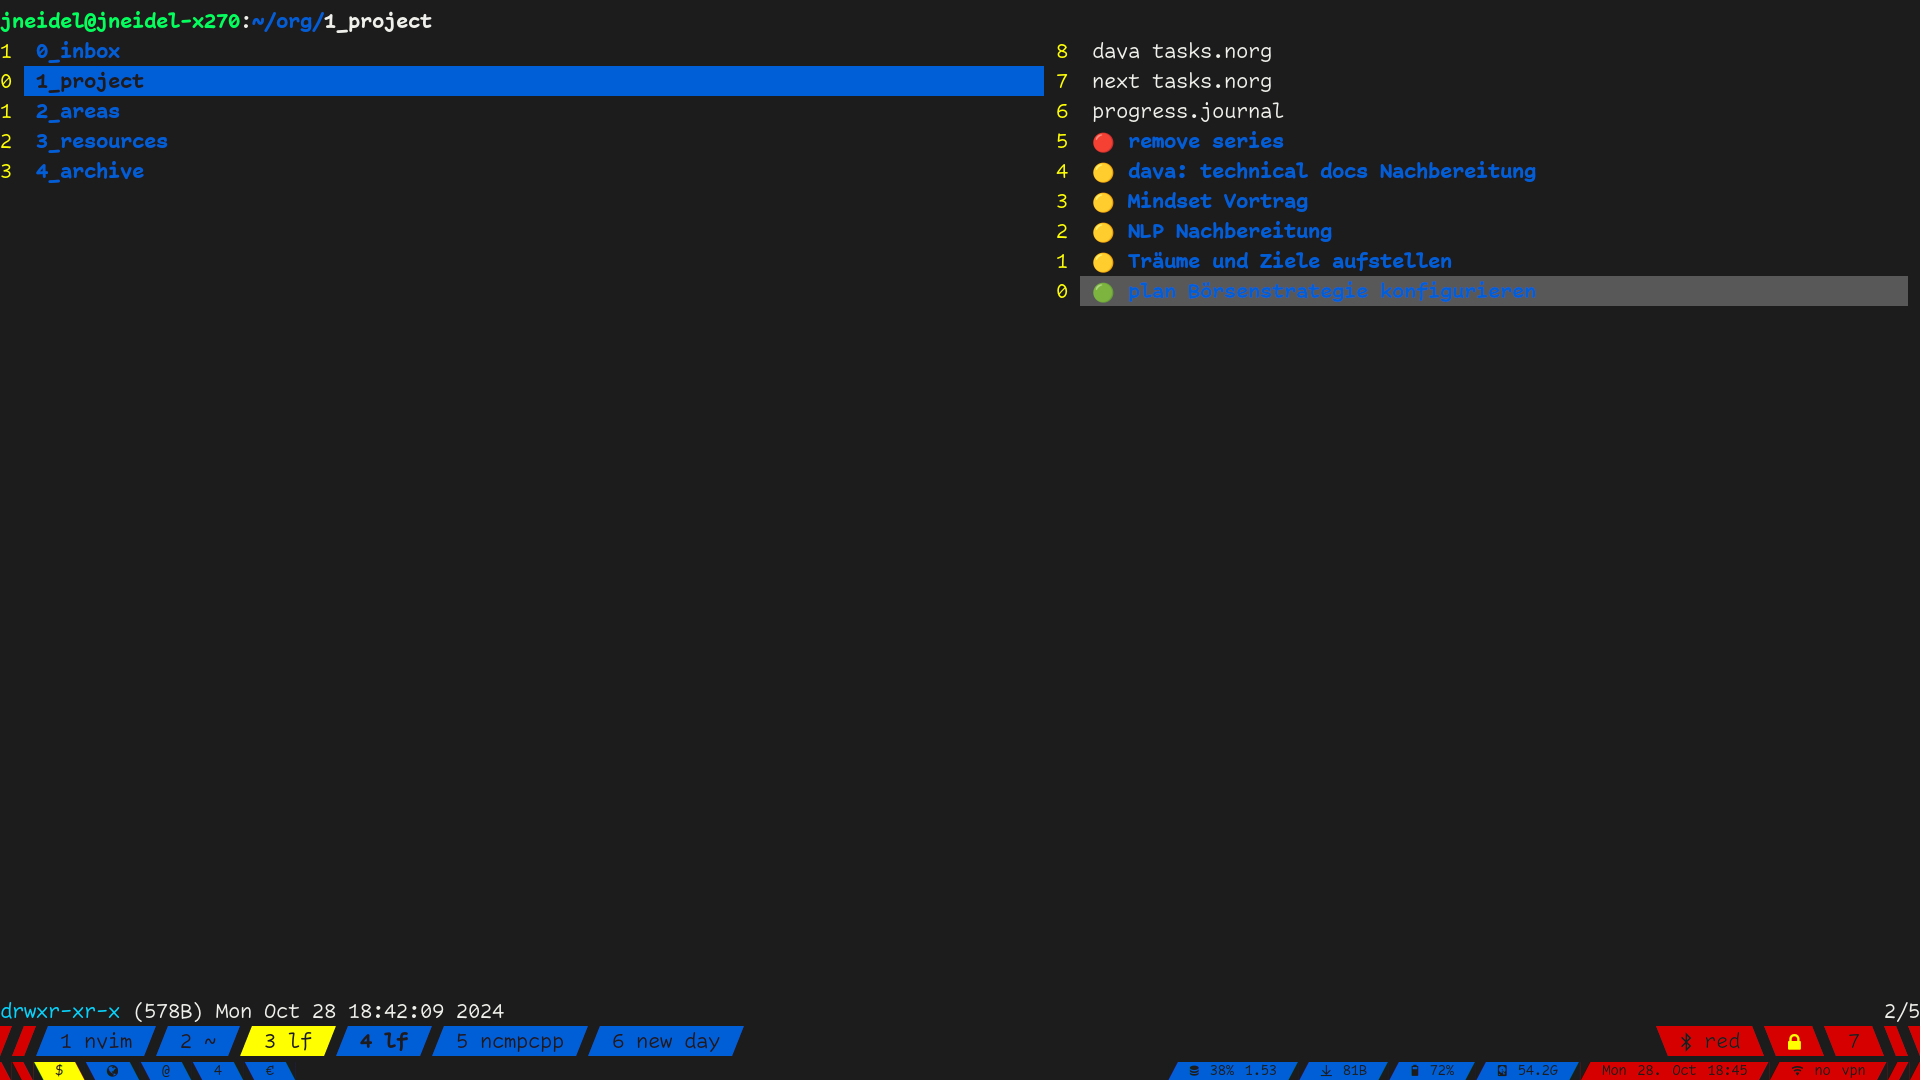 jneidel@jneidel-x270:~/org/1_project
1 0_inbox
0 1_project
1 2_areas
2 3_resources
3 4_archive
8 dava tasks.norg
7 next tasks.norg
6 progress.journal
5 🔴 remove series
4 🟡 dava: technical docs Nachbereitung
3 🟡 Mindset Vortrag
2 🟡 NLP Nachbereitung
1 🟡 Träume und Ziele aufstellen
0 🟢 plan Börsenstrategie konfigurieren
drwxr-xr-x (578B) Mon Oct 28 18:42:09 2024 2/5
1 nvim 2 ~ 3 lf 4 lf 5 ncmpcpp 6 new day red 7
$ @ 4 € 38% 1.53 81B 72% 54.2G Mon 28. Oct 18:45 no vpn